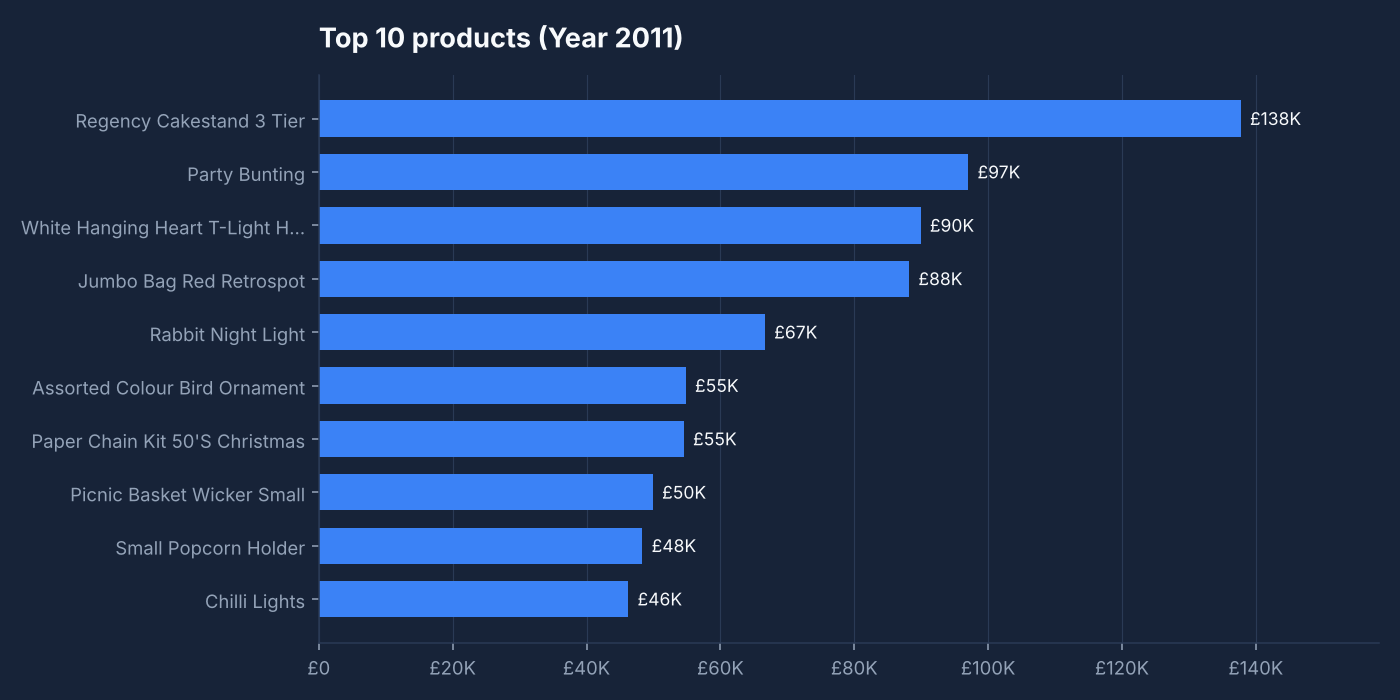 Top 10 products (Year 2011)
Regency Cakestand 3 Tier £138K
Party Bunting £97K
White Hanging Heart T-Light H... £90K
Jumbo Bag Red Retrospot £88K
Rabbit Night Light £67K
Assorted Colour Bird Ornament £55K
Paper Chain Kit 50'S Christmas £55K
Picnic Basket Wicker Small £50K
Small Popcorn Holder £48K
Chilli Lights £46K
£0 £20K £40K £60K £80K £100K £120K £140K